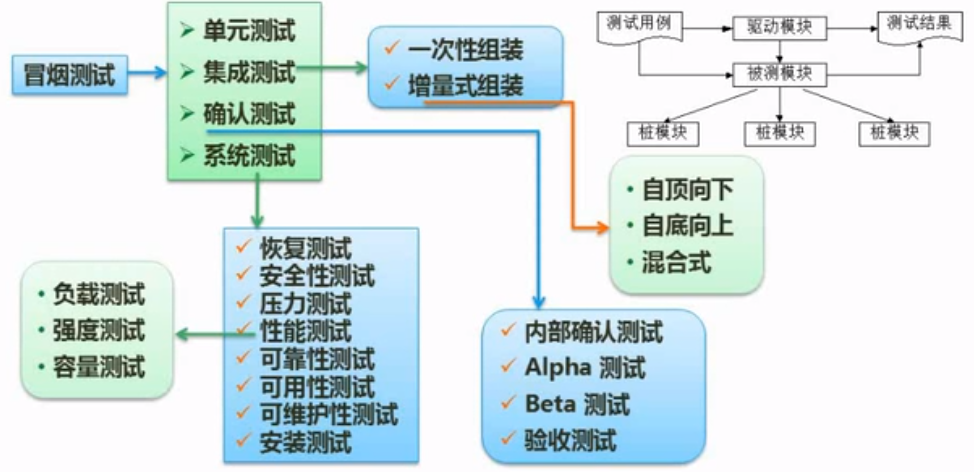 冒烟测试
单元测试
集成测试
确认测试
系统测试
一次性组装
增量式组装
测试用例
驱动模块
测试结果
被测模块
桩模块
桩模块
桩模块
自顶向下
自底向上
混合式
恢复测试
安全性测试
压力测试
性能测试
可靠性测试
可用性测试
可维护性测试
安装测试
负载测试
强度测试
容量测试
内部确认测试
Alpha 测试
Beta 测试
验收测试